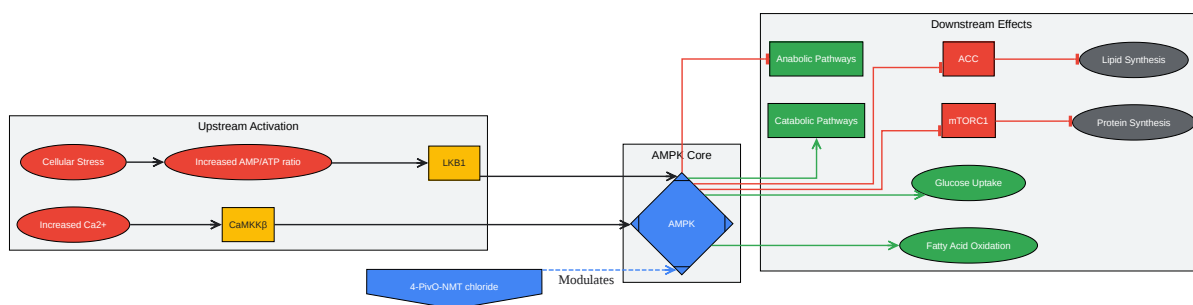 Downstream Effects
Anabolic Pathways
ACC
Lipid Synthesis
Catabolic Pathways
mTORC1
Protein Synthesis
Upstream Activation
Cellular Stress
Increased AMP/ATP ratio
LKB1
AMPK Core
Glucose Uptake
Increased Ca2+
CaMKKβ
AMPK
Fatty Acid Oxidation
4-PivO-NMT chloride
Modulates